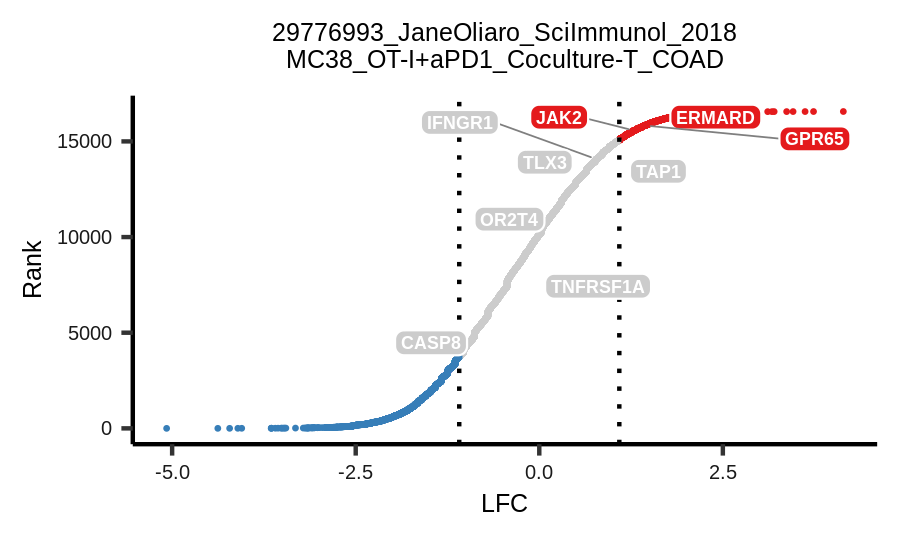 29776993_JaneOliaro_SciImmunol_2018
MC38_OT-I+aPD1_Coculture-T_COAD
IFNGR1
JAK2
ERMARD
GPR65
TLX3
TAP1
OR2T4
TNFRSF1A
CASP8
15000
10000
5000
0
Rank
-5.0
-2.5
0.0
2.5
LFC